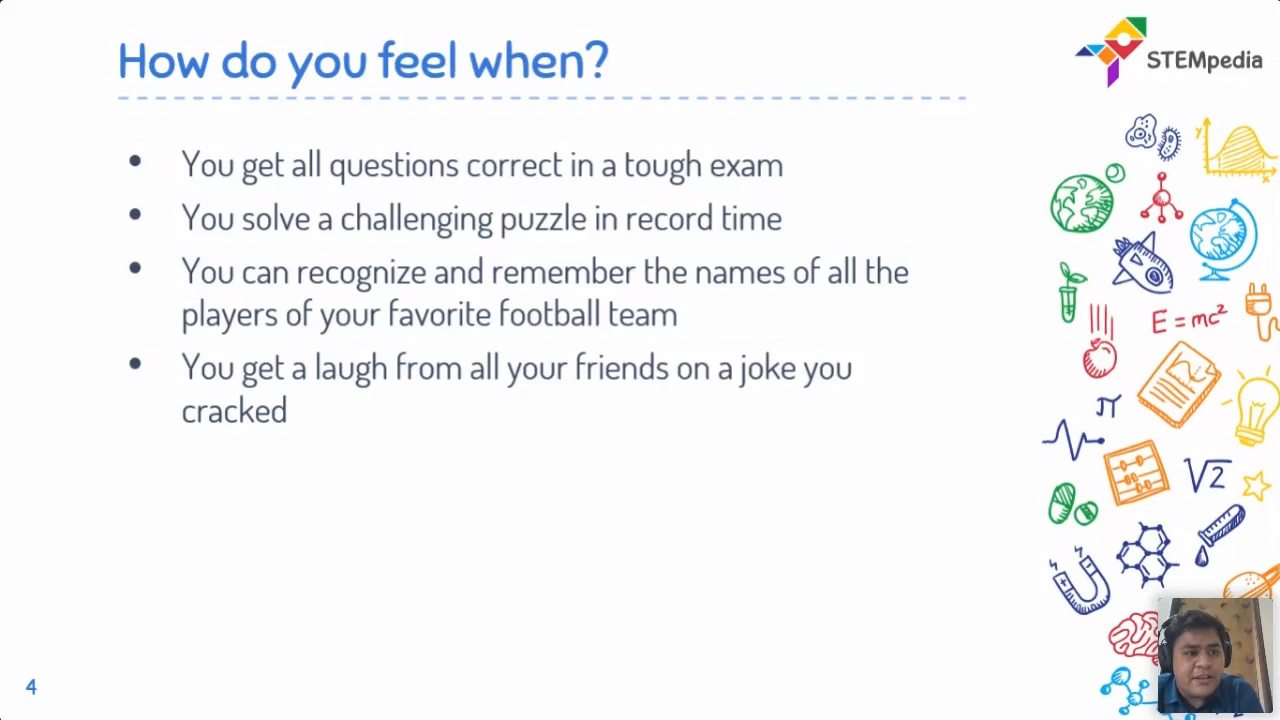 How do you feel when?
STEMpedia
• You get all questions correct in a tough exam
• You solve a challenging puzzle in record time
• You can recognize and remember the names of all the
players of your favorite football team
• You get a laugh from all your friends on a joke you
cracked
y
x
E = mc²
π
√2
4